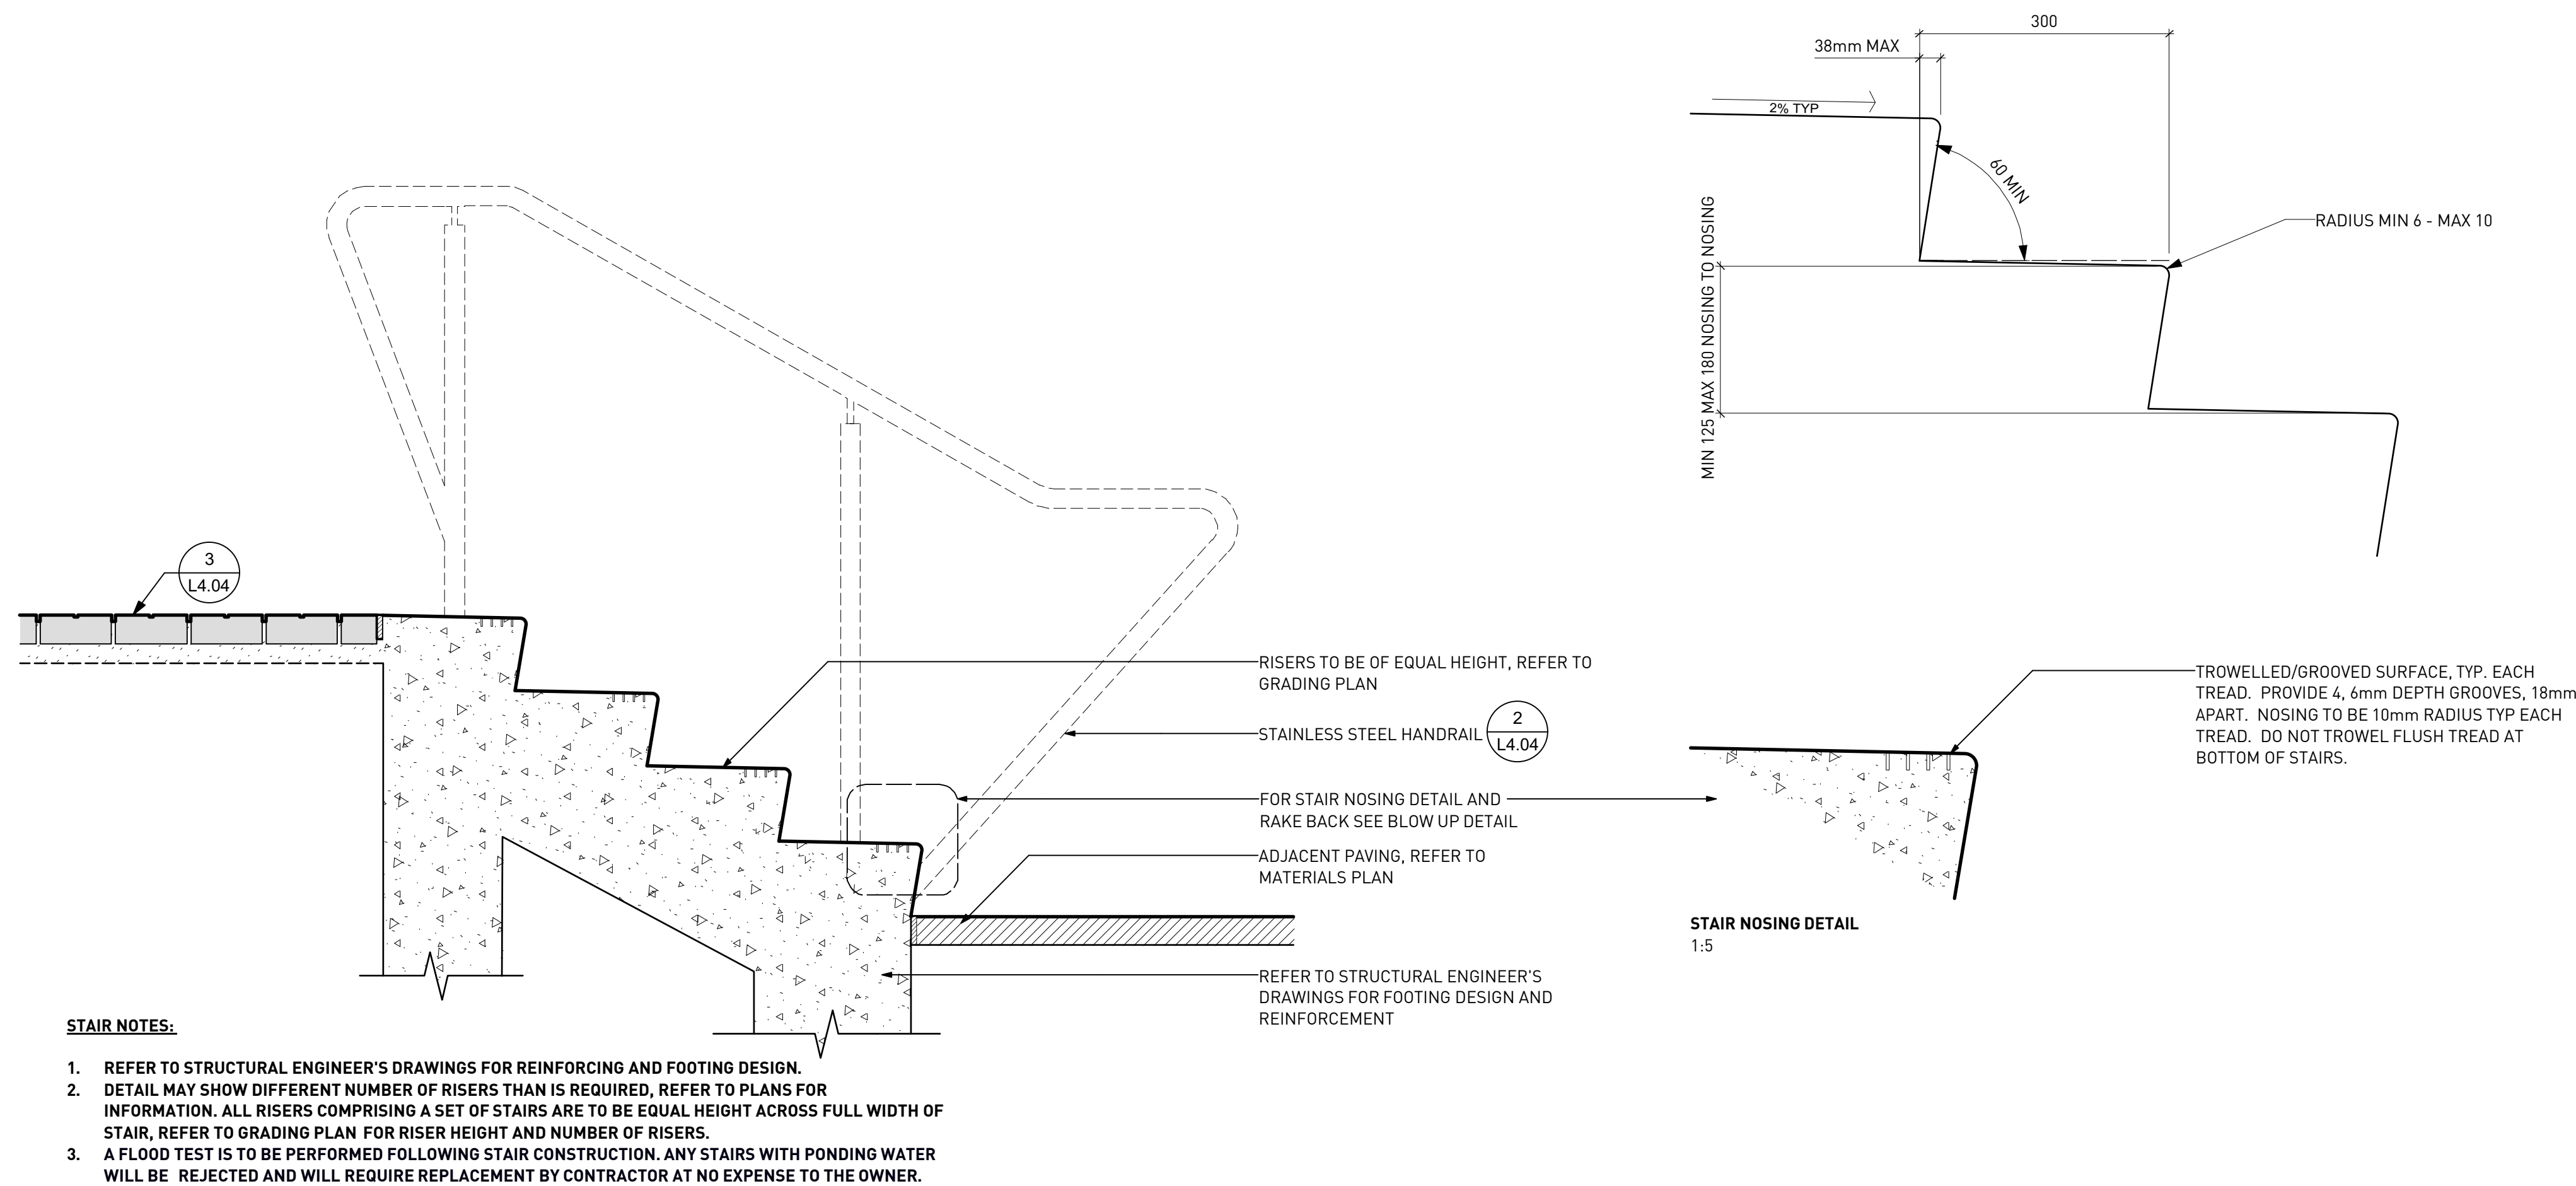 300
38mm MAX
2% TYP
60 MIN
MIN 125 MAX 180 NOSING TO NOSING
RADIUS MIN 6 - MAX 10
3
L4.04
RISERS TO BE OF EQUAL HEIGHT, REFER TO
GRADING PLAN
STAINLESS STEEL HANDRAIL
2
L4.04
FOR STAIR NOSING DETAIL AND
RAKE BACK SEE BLOW UP DETAIL
ADJACENT PAVING, REFER TO
MATERIALS PLAN
REFER TO STRUCTURAL ENGINEER'S
DRAWINGS FOR FOOTING DESIGN AND
REINFORCEMENT
TROWELLED/GROOVED SURFACE, TYP. EACH
TREAD. PROVIDE 4, 6mm DEPTH GROOVES, 18mm
APART. NOSING TO BE 10mm RADIUS TYP EACH
TREAD. DO NOT TROWEL FLUSH TREAD AT
BOTTOM OF STAIRS.
STAIR NOSING DETAIL
1:5
STAIR NOTES:
1. REFER TO STRUCTURAL ENGINEER'S DRAWINGS FOR REINFORCING AND FOOTING DESIGN.
2. DETAIL MAY SHOW DIFFERENT NUMBER OF RISERS THAN IS REQUIRED, REFER TO PLANS FOR
INFORMATION. ALL RISERS COMPRISING A SET OF STAIRS ARE TO BE EQUAL HEIGHT ACROSS FULL WIDTH OF
STAIR, REFER TO GRADING PLAN FOR RISER HEIGHT AND NUMBER OF RISERS.
3. A FLOOD TEST IS TO BE PERFORMED FOLLOWING STAIR CONSTRUCTION. ANY STAIRS WITH PONDING WATER
WILL BE REJECTED AND WILL REQUIRE REPLACEMENT BY CONTRACTOR AT NO EXPENSE TO THE OWNER.